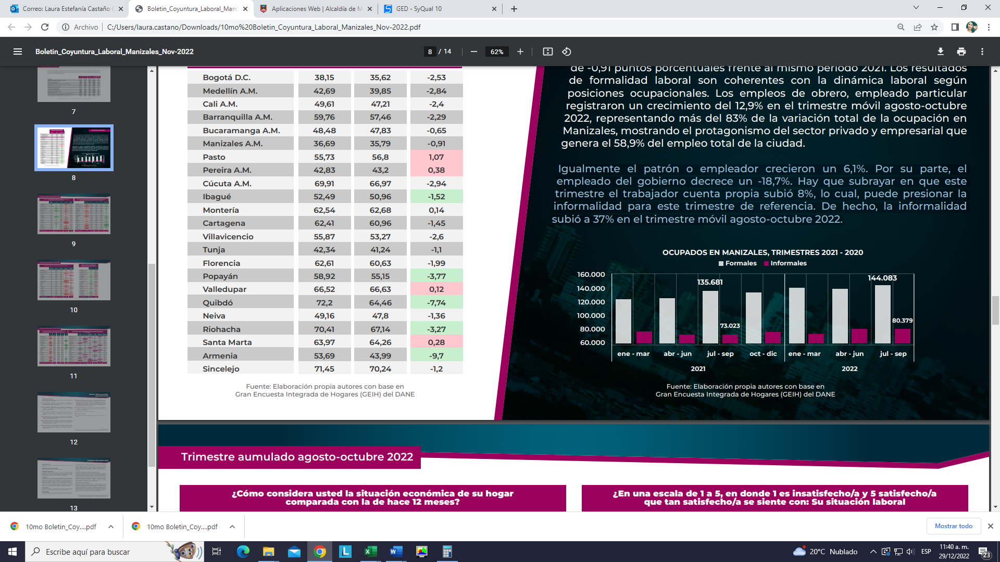 Correo: Laura Estefanía Castaño
Boletin_Coyuntura_Laboral_Mani
Aplicaciones Web | Alcaldía de M
GED - SyQual 10
Archivo
C:/Users/laura.castano/Downloads/10mo%20Boletin_Coyuntura_Laboral_Manizales_Nov-2022.pdf
Boletin_Coyuntura_Laboral_Manizales_Nov-2022
8 / 14
62%
7
8
9
10
11
12
13
Bogotá D.C. 38,15 35,62 -2,53
Medellín A.M. 42,69 39,85 -2,84
Cali A.M. 49,61 47,21 -2,4
Barranquilla A.M. 59,76 57,46 -2,29
Bucaramanga A.M. 48,48 47,83 -0,65
Manizales A.M. 36,69 35,79 -0,91
Pasto 55,73 56,8 1,07
Pereira A.M. 42,83 43,2 0,38
Cúcuta A.M. 69,91 66,97 -2,94
Ibagué 52,49 50,96 -1,52
Montería 62,54 62,68 0,14
Cartagena 62,41 60,96 -1,45
Villavicencio 55,87 53,27 -2,6
Tunja 42,34 41,24 -1,1
Florencia 62,61 60,63 -1,99
Popayán 58,92 55,15 -3,77
Valledupar 66,52 66,63 0,12
Quibdó 72,2 64,46 -7,74
Neiva 49,16 47,8 -1,36
Riohacha 70,41 67,14 -3,27
Santa Marta 63,97 64,26 0,28
Armenia 53,69 43,99 -9,7
Sincelejo 71,45 70,24 -1,2
Fuente: Elaboración propia autores con base en
Gran Encuesta Integrada de Hogares (GEIH) del DANE
de -0,91 puntos porcentuales frente al mismo periodo 2021. Los resultados
de formalidad laboral son coherentes con la dinámica laboral según
posiciones ocupacionales. Los empleos de obrero, empleado particular
registraron un crecimiento del 12,9% en el trimestre móvil agosto-octubre
2022, representando más del 83% de la variación total de la ocupación en
Manizales, mostrando el protagonismo del sector privado y empresarial que
genera el 58,9% del empleo total de la ciudad.
Igualmente el patrón o empleador crecieron un 6,1%. Por su parte, el
empleado del gobierno decrece un -18,7%. Hay que subrayar en que este
trimestre el trabajador cuenta propia subió 8%, lo cual, puede presionar la
informalidad para este trimestre de referencia. De hecho, la informalidad
subió a 37% en el trimestre móvil agosto-octubre 2022.
OCUPADOS EN MANIZALES, TRIMESTRES 2021 - 2020
Formales Informales
160.000
140.000
120.000
100.000
80.000
60.000
135.681
73.023
144.083
80.379
ene - mar abr - jun jul - sep oct - dic ene - mar abr - jun jul - sep
2021 2022
Fuente: Elaboración propia autores con base en
Gran Encuesta Integrada de Hogares (GEIH) del DANE
Trimestre aumulado agosto-octubre 2022
¿Cómo considera usted la situación económica de su hogar
comparada con la de hace 12 meses?
¿En una escala de 1 a 5, en donde 1 es insatisfecho/a y 5 satisfecho/a
que tan satisfecho/a se siente con: Su situación laboral
10mo Boletin_Coy....pdf
10mo Boletin_Coy....pdf
Mostrar todo
Escribe aquí para buscar
20°C Nublado
ESP
11:40 a. m.
29/12/2022
23